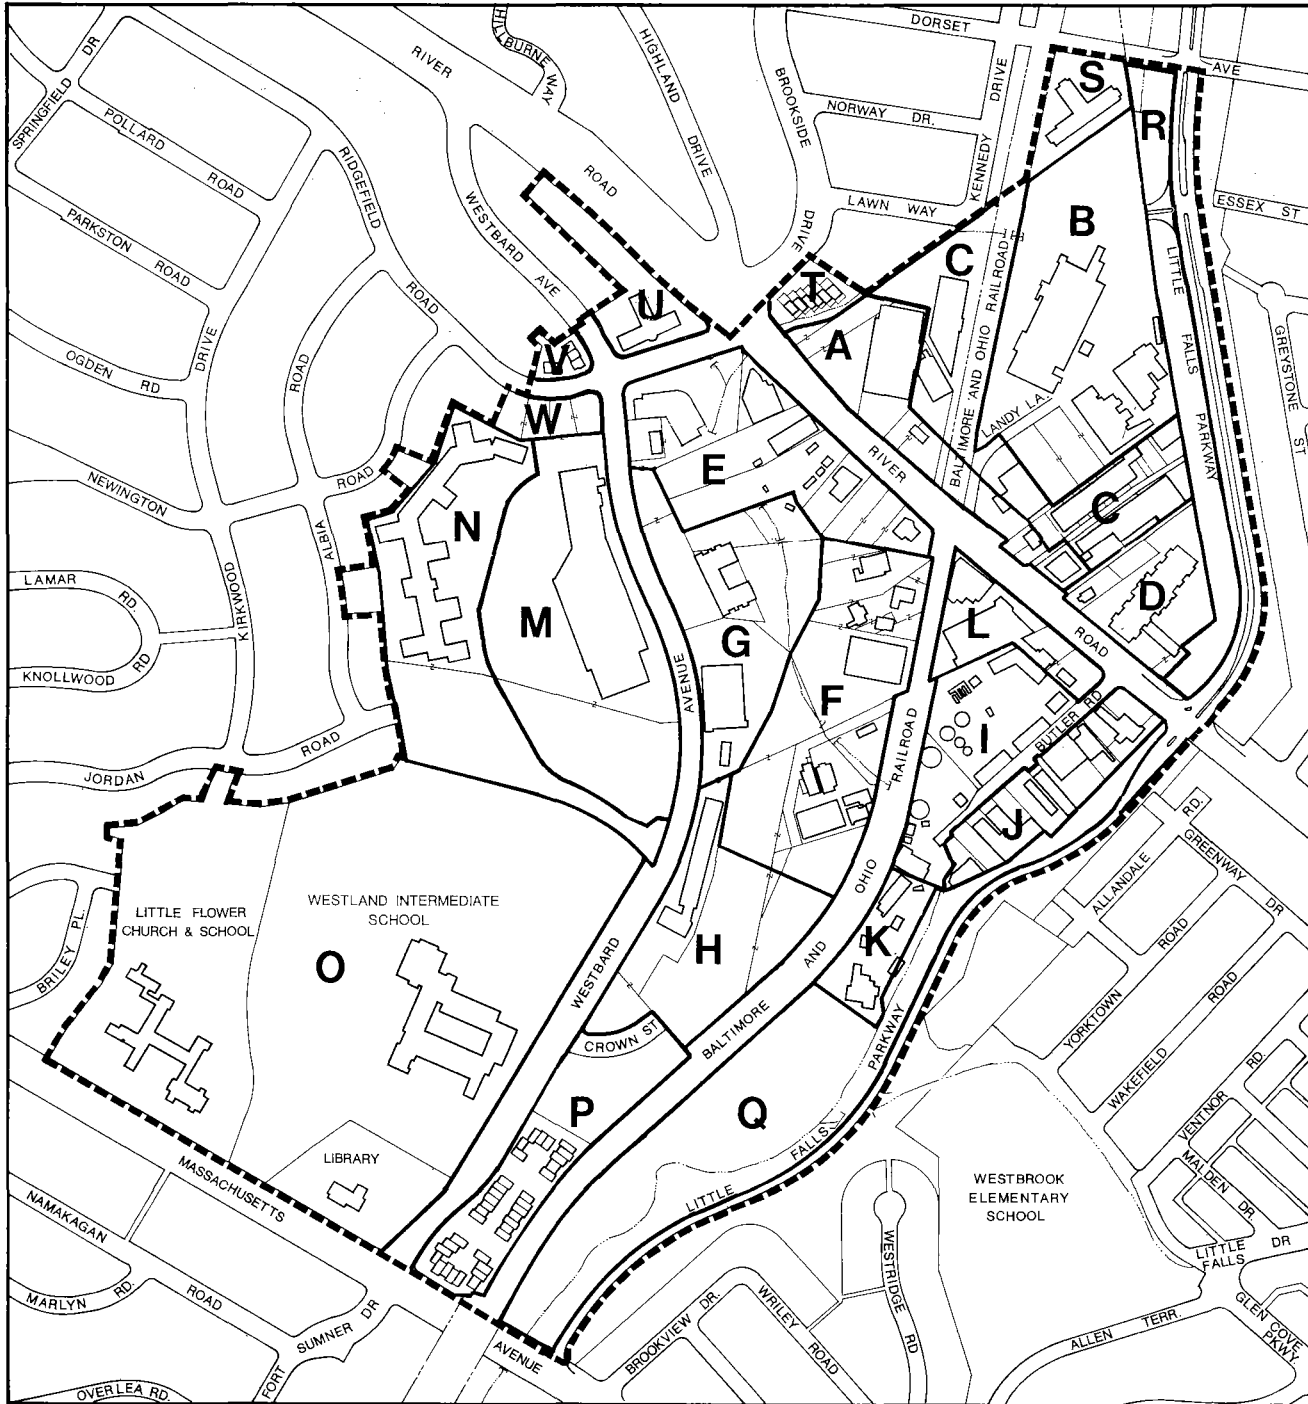 DORSET
AVE
SPRINGFIELD DR
POLLARD ROAD
PARKSTON ROAD
OGDEN RD
DRIVE
RIDGEFIELD
ROAD
RIVER
ROAD
HILLBURNE WAY
HIGHLAND
DRIVE
WESTBARD AVE
BROOKSIDE
DRIVE
NORWAY DR.
LAWN WAY
KENNEDY
DRIVE
ESSEX ST
GREYSTONE
ST
LITTLE
FALLS
PARKWAY
BALTIMORE AND OHIO RAILROAD
LANDY LA.
S
R
B
C
T
A
U
V
W
E
RIVER
ROAD
C
D
N
M
G
F
L
I
J
H
K
O
P
Q
ROAD
ROAD
ALBIA
NEWINGTON
KIRKWOOD
LAMAR
RD.
KNOLLWOOD
RD
JORDAN
ROAD
AVENUE
WESTBARD
RAILROAD
OHIO
AND
BALTIMORE
BUTLER RD
BRILEY PL.
LITTLE FLOWER
CHURCH & SCHOOL
WESTLAND INTERMEDIATE
SCHOOL
LIBRARY
CROWN ST
PARKWAY
FALLS
LITTLE
ALLANDALE
RD.
GREENWAY
DR
YORKTOWN
ROAD
WAKEFIELD
ROAD
VENTNOR
RD.
MALDEN DR.
LITTLE
FALLS
DR
GLEN COVE
PKWY.
ALLEN TERR.
WESTBROOK
ELEMENTARY
SCHOOL
WESTRIDGE RD
WRILEY
ROAD
BROOKVIEW DR.
MASSACHUSETTS
AVENUE
NAMAKAGAN
ROAD
MARLYN RD.
FORT
SUMNER DR
OVERLEA RD.